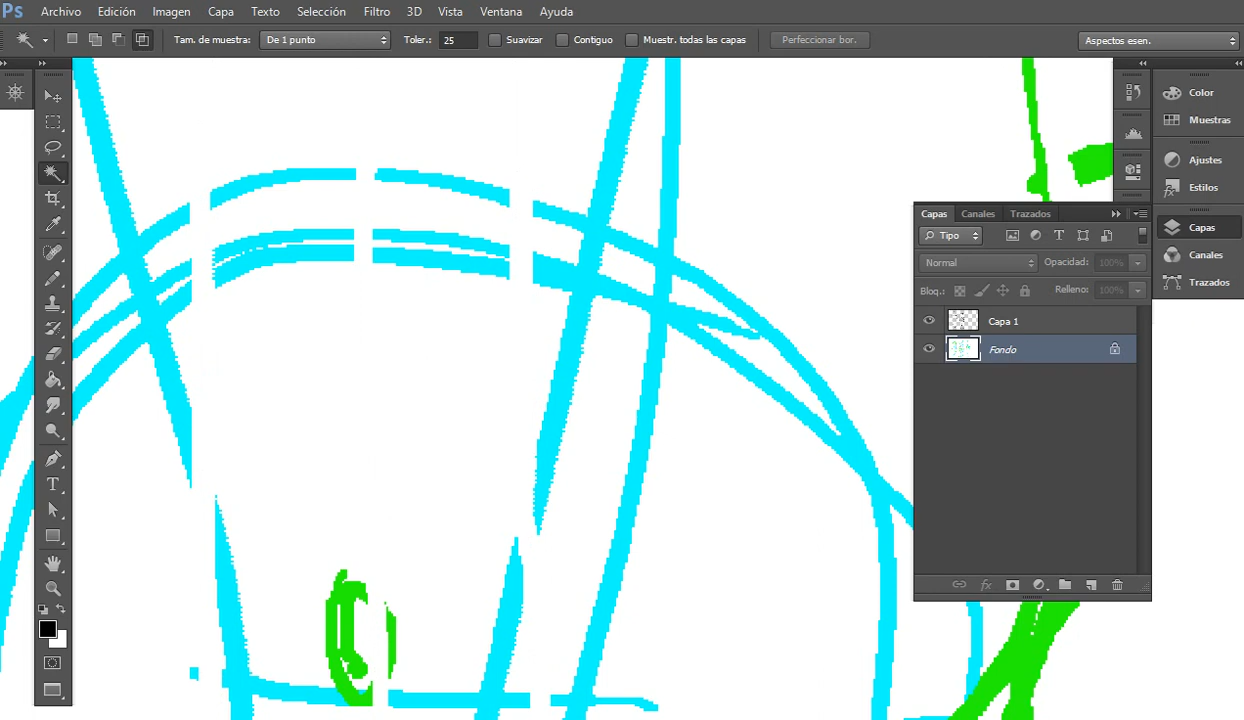 Ps Archivo Edición Imagen Capa Texto Selección Filtro 3D Vista Ventana Ayuda
Tam. de muestra: De 1 punto Toler.: 25 Suavizar Contiguo Muestr. todas las capas Perfeccionar bor. Aspectos esen.
Color
Muestras
Ajustes
Estilos
Capas
Canales
Trazados
Capas Canales Trazados
Tipo
Normal Opacidad: 100%
Bloq.: Relleno: 100%
Capa 1
Fondo
fx